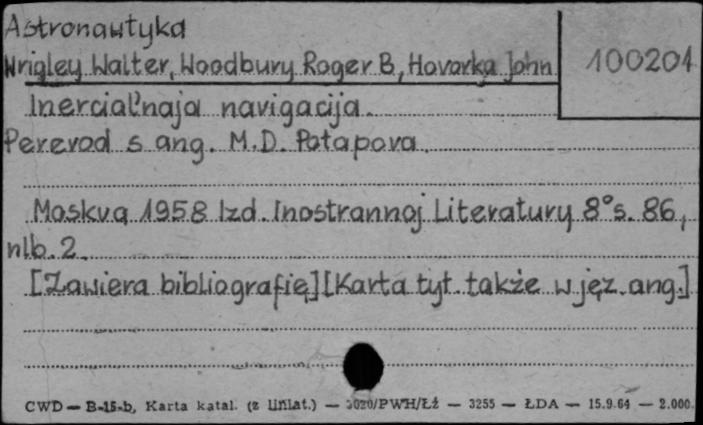 Astronautyka
Wrigley Walter, Woodbury Roger B, Hovorka John
100204
Inercial'naja navigacija.
Perevod s ang. M.D. Potapova.
Moskva 1958 Izd. Inostrannoj Literatury 8° s. 86,
nlb. 2.
[Zawiera bibliografię][Karta tyt. także w jęz. ang.]
CWD — B-15-b, Karta katal. (z liniat.) — 3020/PWH/Łź — 3255 — ŁDA — 15.9.64 — 2.000.